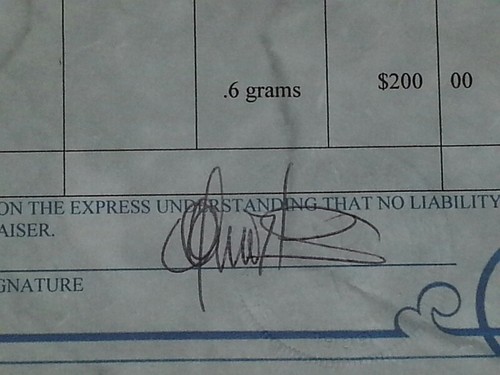 .6 grams $200 00
ON THE EXPRESS UNDERSTANDING THAT NO LIABILITY
AISER.
GNATURE